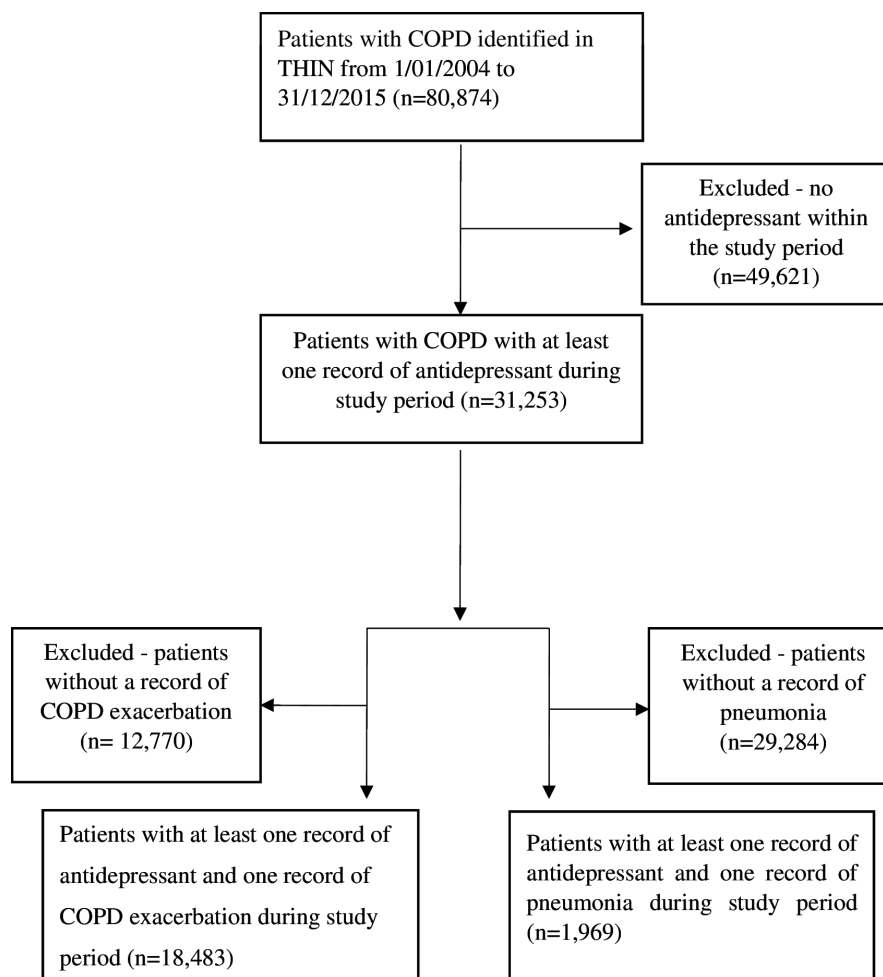 Patients with COPD identified in
THIN from 1/01/2004 to
31/12/2015 (n=80,874)
Excluded - no
antidepressant within
the study period
(n=49,621)
Patients with COPD with at least
one record of antidepressant during
study period (n=31,253)
Excluded - patients
without a record of
COPD exacerbation
(n= 12,770)
Excluded - patients
without a record of
pneumonia
(n=29,284)
Patients with at least one record of
antidepressant and one record of
COPD exacerbation during study
period (n=18,483)
Patients with at least one record of
antidepressant and one record of
pneumonia during study period
(n=1,969)